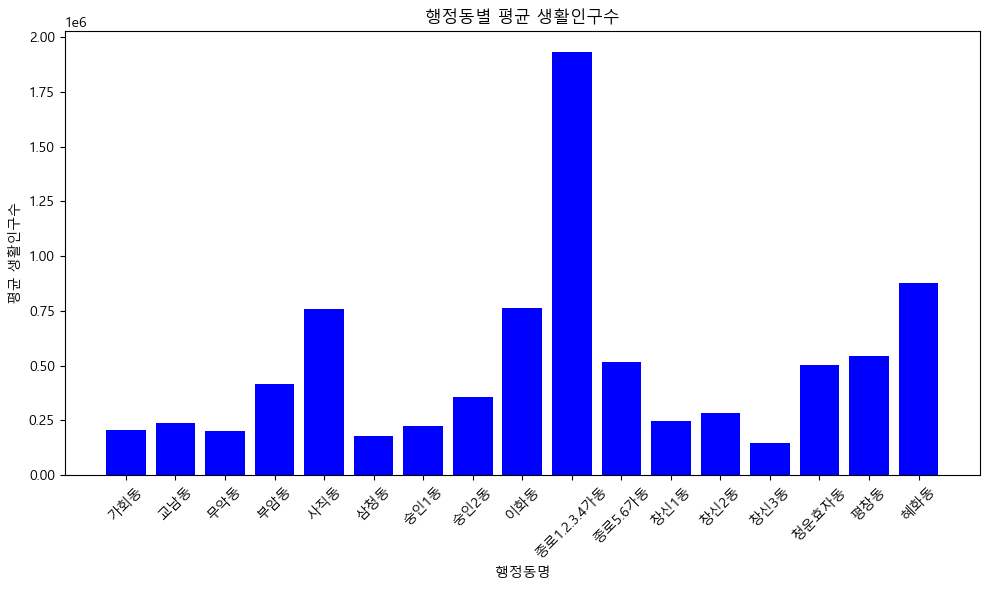 행정동별 평균 생활인구수
1e6
2.00
1.75
1.50
1.25
1.00
0.75
0.50
0.25
0.00
평균 생활인구수
가회동
교남동
무악동
부암동
사직동
삼청동
숭인1동
숭인2동
이화동
종로1.2.3.4가동
종로5.6가동
창신1동
창신2동
창신3동
청운효자동
평창동
혜화동
행정동명